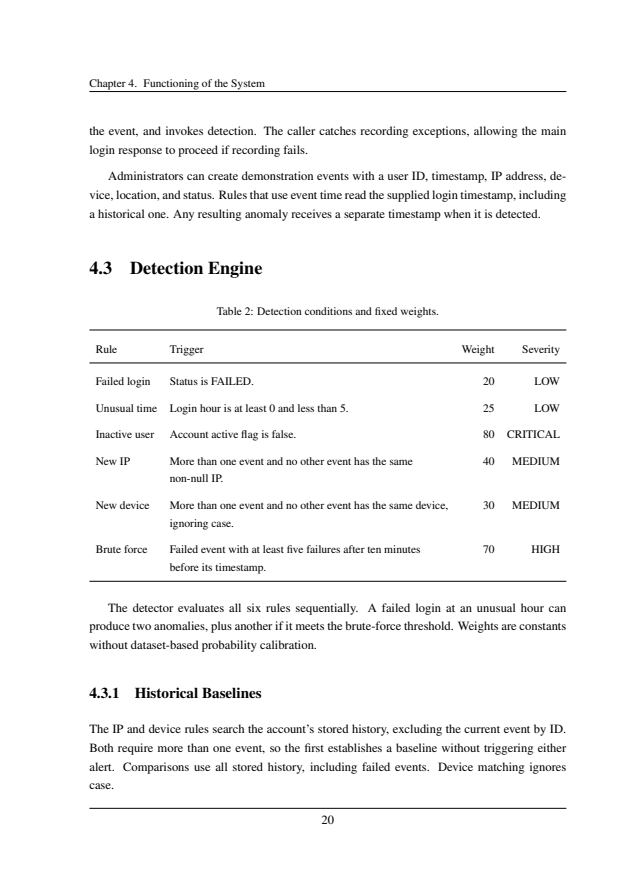 Chapter 4. Functioning of the System
the event, and invokes detection. The caller catches recording exceptions, allowing the main
login response to proceed if recording fails.
Administrators can create demonstration events with a user ID, timestamp, IP address, de-
vice, location, and status. Rules that use event time read the supplied login timestamp, including
a historical one. Any resulting anomaly receives a separate timestamp when it is detected.
4.3 Detection Engine
Table 2: Detection conditions and fixed weights.
Rule Trigger Weight Severity
Failed login Status is FAILED. 20 LOW
Unusual time Login hour is at least 0 and less than 5. 25 LOW
Inactive user Account active flag is false. 80 CRITICAL
New IP More than one event and no other event has the same 40 MEDIUM
non-null IP.
New device More than one event and no other event has the same device, 30 MEDIUM
ignoring case.
Brute force Failed event with at least five failures after ten minutes 70 HIGH
before its timestamp.
The detector evaluates all six rules sequentially. A failed login at an unusual hour can
produce two anomalies, plus another if it meets the brute-force threshold. Weights are constants
without dataset-based probability calibration.
4.3.1 Historical Baselines
The IP and device rules search the account's stored history, excluding the current event by ID.
Both require more than one event, so the first establishes a baseline without triggering either
alert. Comparisons use all stored history, including failed events. Device matching ignores
case.
20